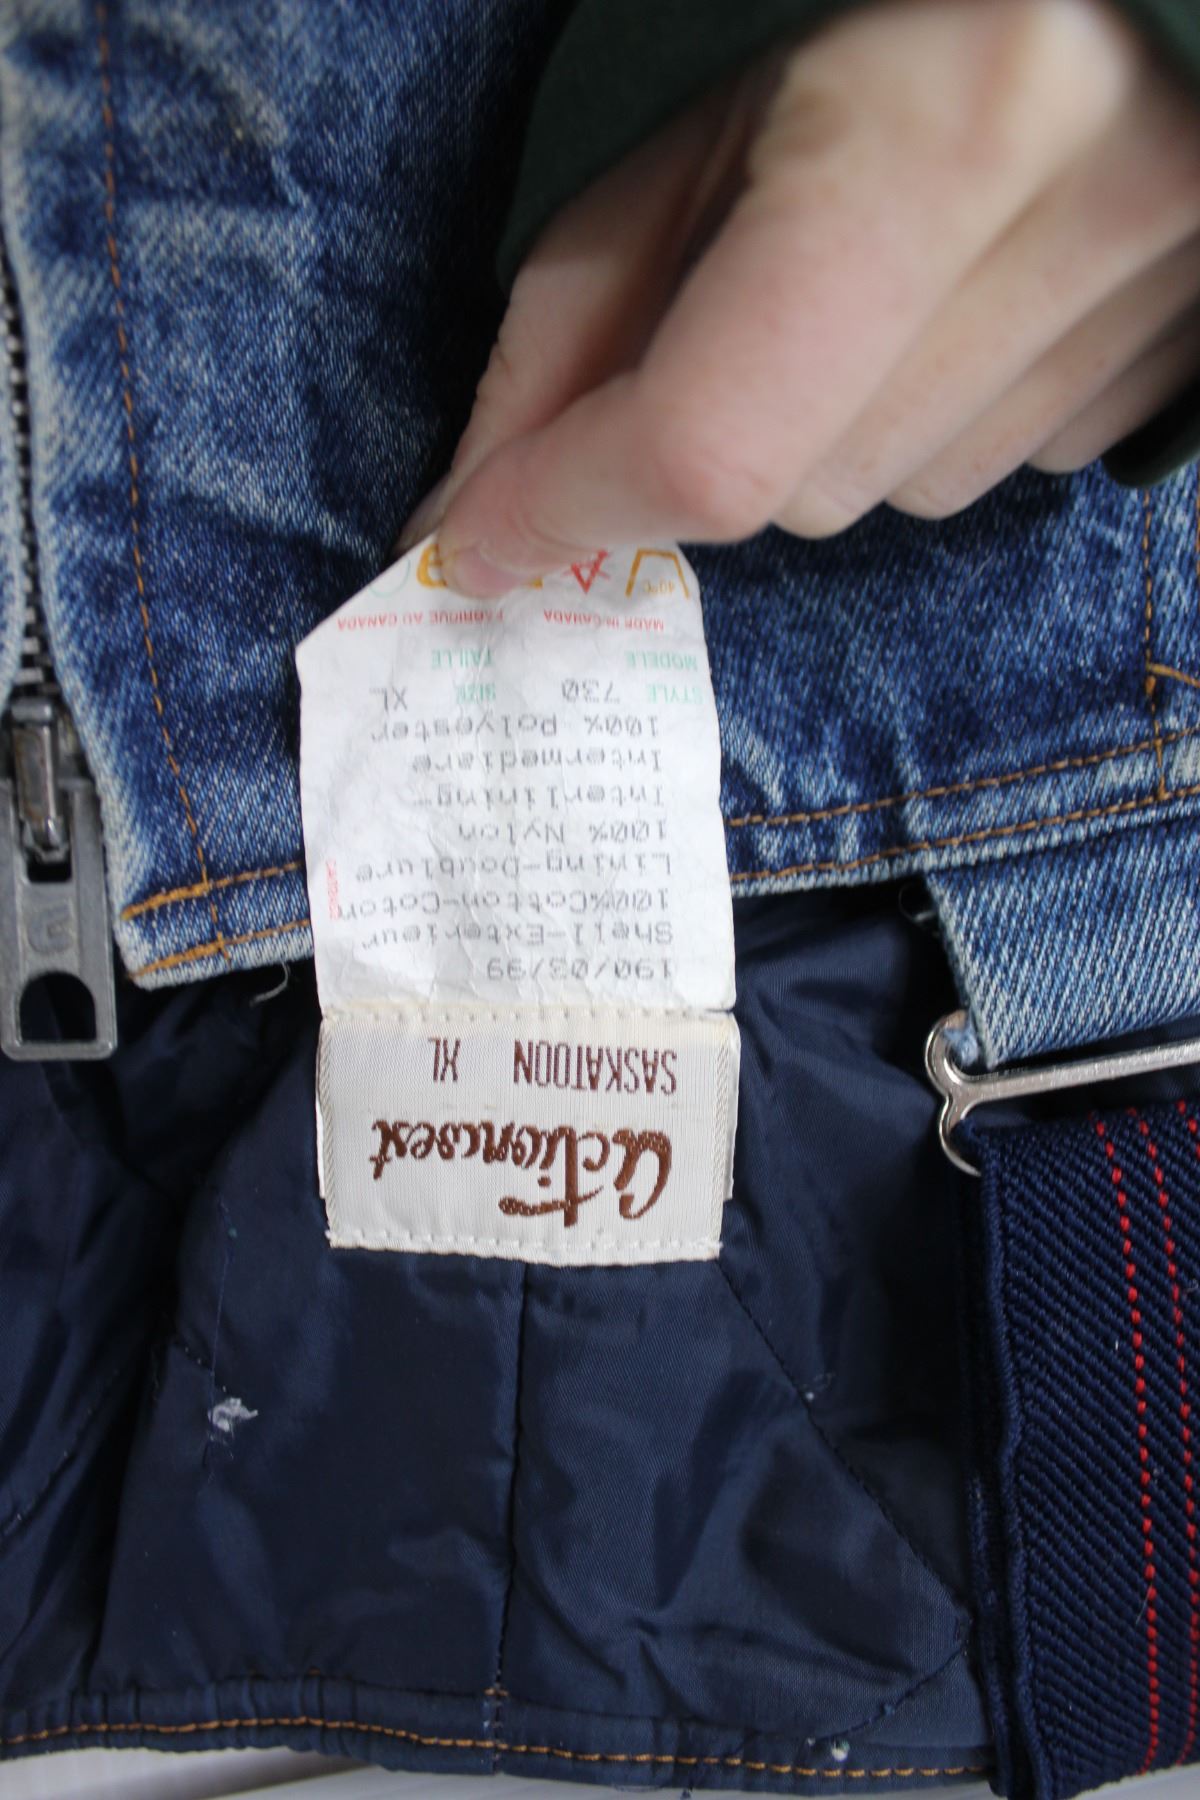 actionwest
SASKATOON XL
190/03/99
Shell-Exterieur
100%Cotton-Coton
Lining-Doublure
100% Nylon
Interlining-
Intermediare
100% Polyester
STYLE 730 SIZE XL
MODELE TAILLE
MADE IN CANADA FABRIQUE AU CANADA
40°C